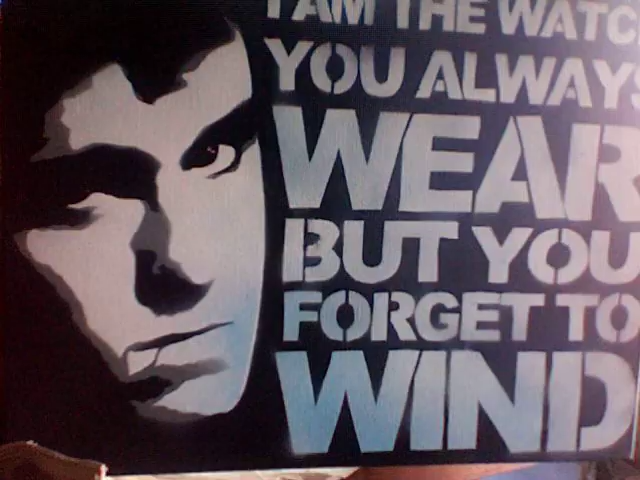 I AM THE WATC
YOU ALWAYS
WEAR
BUT YOU
FORGET TO
WIND